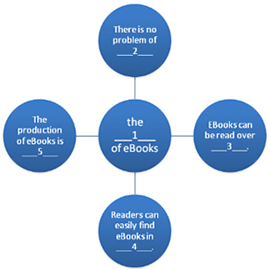 There is no
problem of
___2___
The
production
of eBooks is
___5___
the
___1___
of eBooks
EBooks can
be read over
___3___.
Readers can
easily find
eBooks in
___4___.